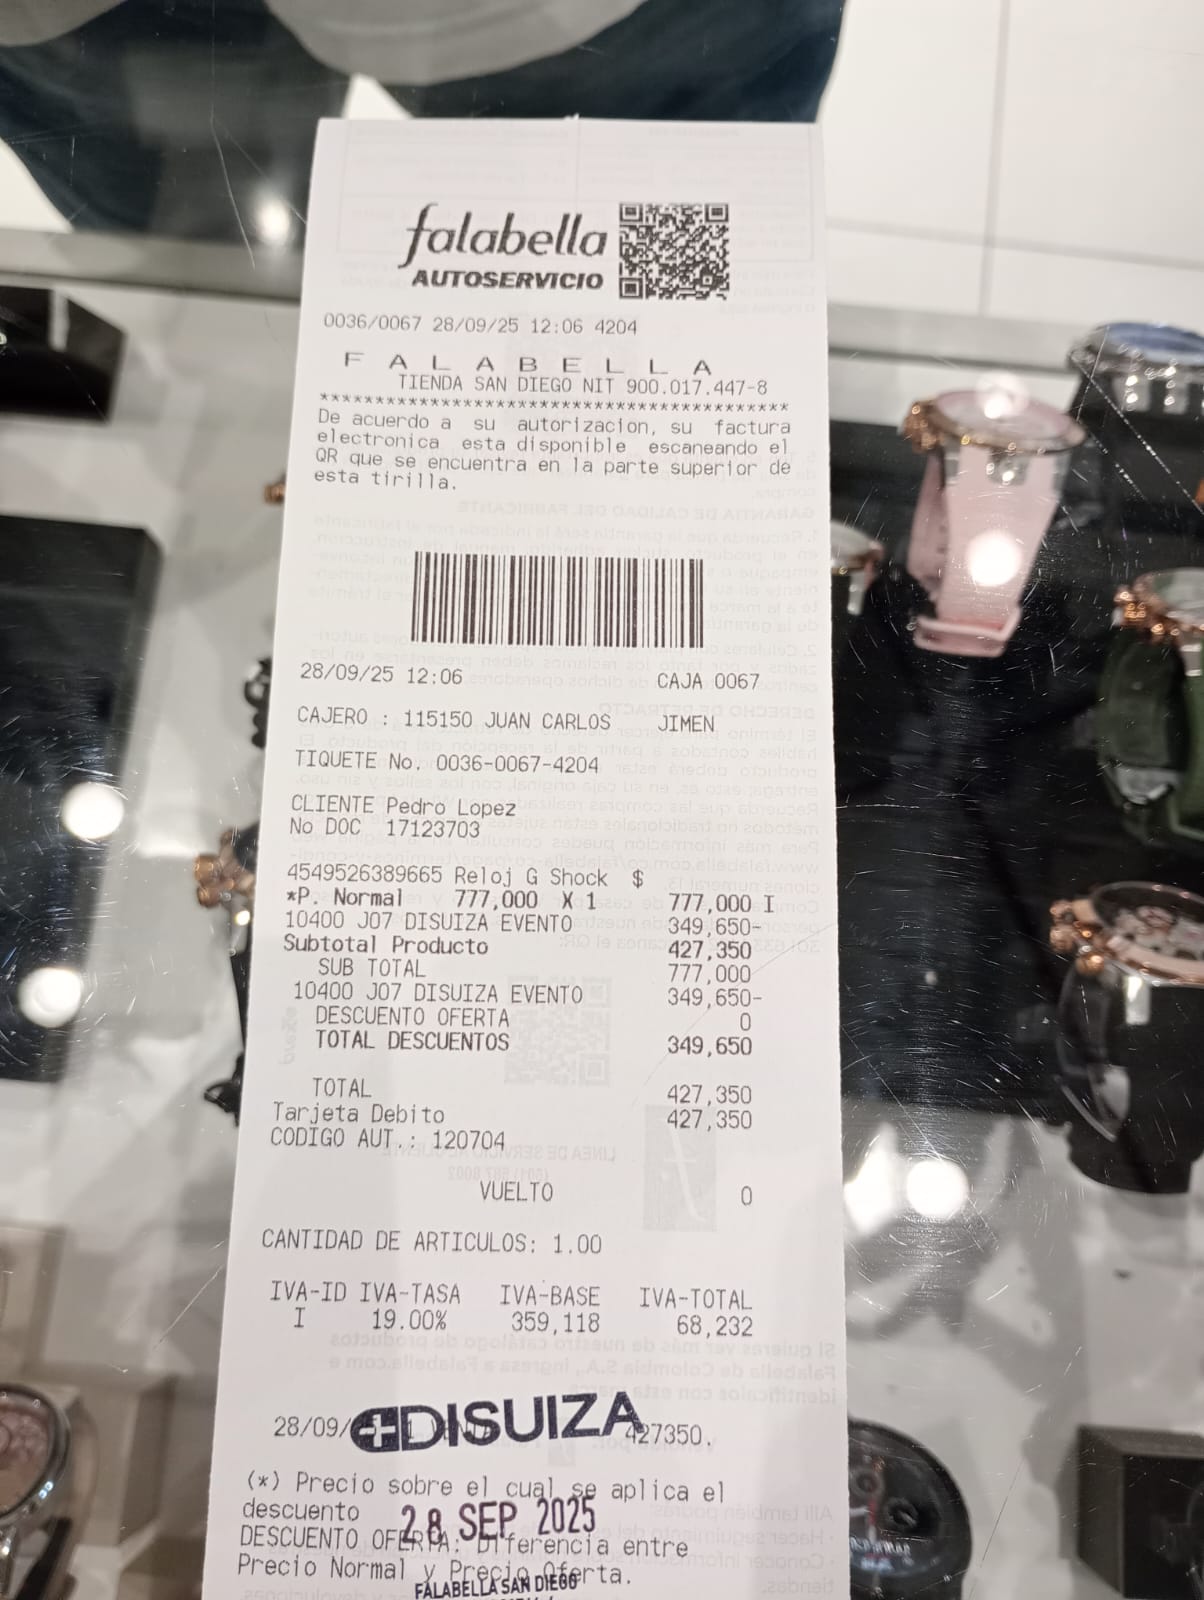 falabella
AUTOSERVICIO
0036/0067 28/09/25 12:06 4204
F A L A B E L L A
TIENDA SAN DIEGO NIT 900.017.447-8
******************************************
De acuerdo a su autorizacion, su factura
electronica esta disponible escaneando el
QR que se encuentra en la parte superior de
esta tirilla.
28/09/25 12:06 CAJA 0067
CAJERO : 115150 JUAN CARLOS JIMEN
TIQUETE No. 0036-0067-4204
CLIENTE Pedro Lopez
No DOC 17123703
4549526389665 Reloj G Shock $
*P. Normal 777,000 X 1 777,000 I
10400 J07 DISUIZA EVENTO 349,650-
Subtotal Producto 427,350
SUB TOTAL 777,000
10400 J07 DISUIZA EVENTO 349,650-
DESCUENTO OFERTA 0
TOTAL DESCUENTOS 349,650
TOTAL 427,350
Tarjeta Debito 427,350
CODIGO AUT.: 120704
VUELTO 0
CANTIDAD DE ARTICULOS: 1.00
IVA-ID IVA-TASA IVA-BASE IVA-TOTAL
I 19.00% 359,118 68,232
DISUIZA
28/09/ 427350.
(*) Precio sobre el cual se aplica el
descuento
28 SEP 2025
DESCUENTO OFERTA: Diferencia entre
Precio Normal y Precio Oferta.
FALABELLA SAN DIEGO